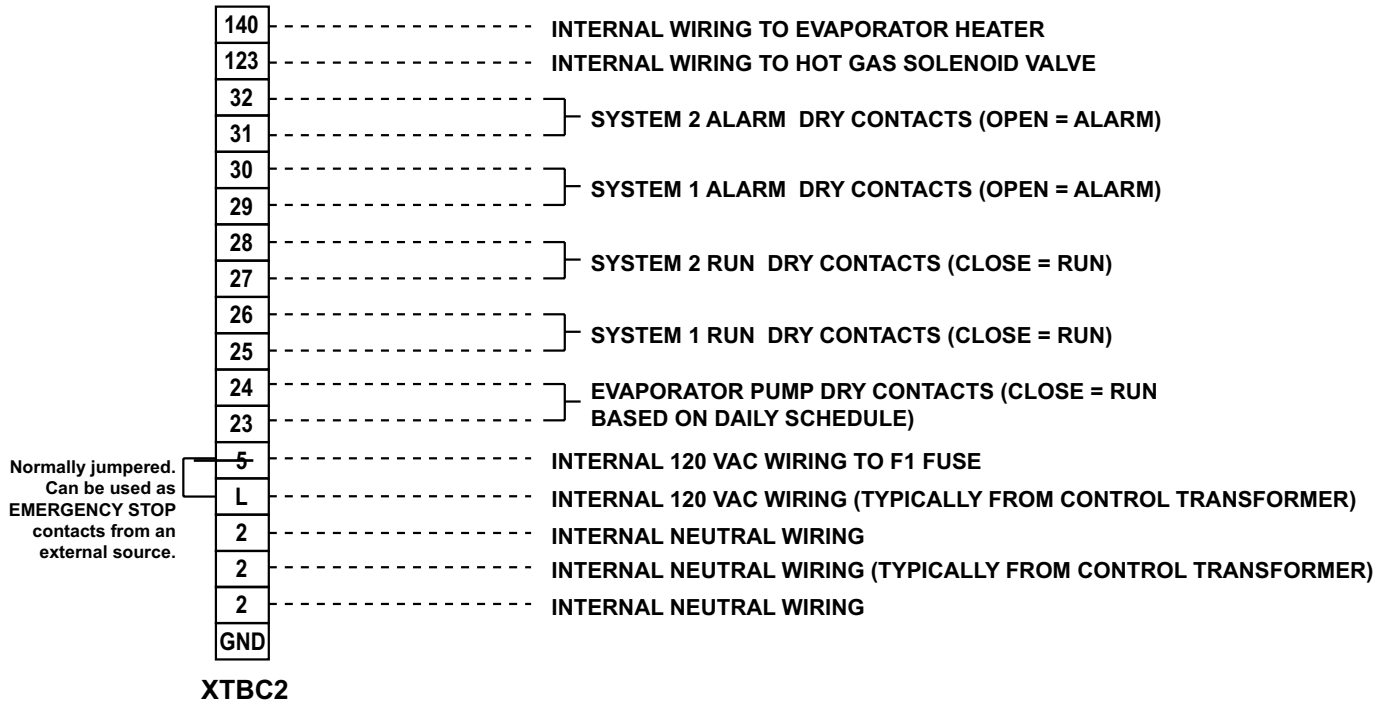 140 INTERNAL WIRING TO EVAPORATOR HEATER
123 INTERNAL WIRING TO HOT GAS SOLENOID VALVE
32
SYSTEM 2 ALARM DRY CONTACTS (OPEN = ALARM)
31
30
SYSTEM 1 ALARM DRY CONTACTS (OPEN = ALARM)
29
28
SYSTEM 2 RUN DRY CONTACTS (CLOSE = RUN)
27
26
SYSTEM 1 RUN DRY CONTACTS (CLOSE = RUN)
25
24
EVAPORATOR PUMP DRY CONTACTS (CLOSE = RUN
BASED ON DAILY SCHEDULE)
23
5 INTERNAL 120 VAC WIRING TO F1 FUSE
Normally jumpered.
Can be used as
EMERGENCY STOP
contacts from an
external source.
L INTERNAL 120 VAC WIRING (TYPICALLY FROM CONTROL TRANSFORMER)
2 INTERNAL NEUTRAL WIRING
2 INTERNAL NEUTRAL WIRING (TYPICALLY FROM CONTROL TRANSFORMER)
2 INTERNAL NEUTRAL WIRING
GND
XTBC2